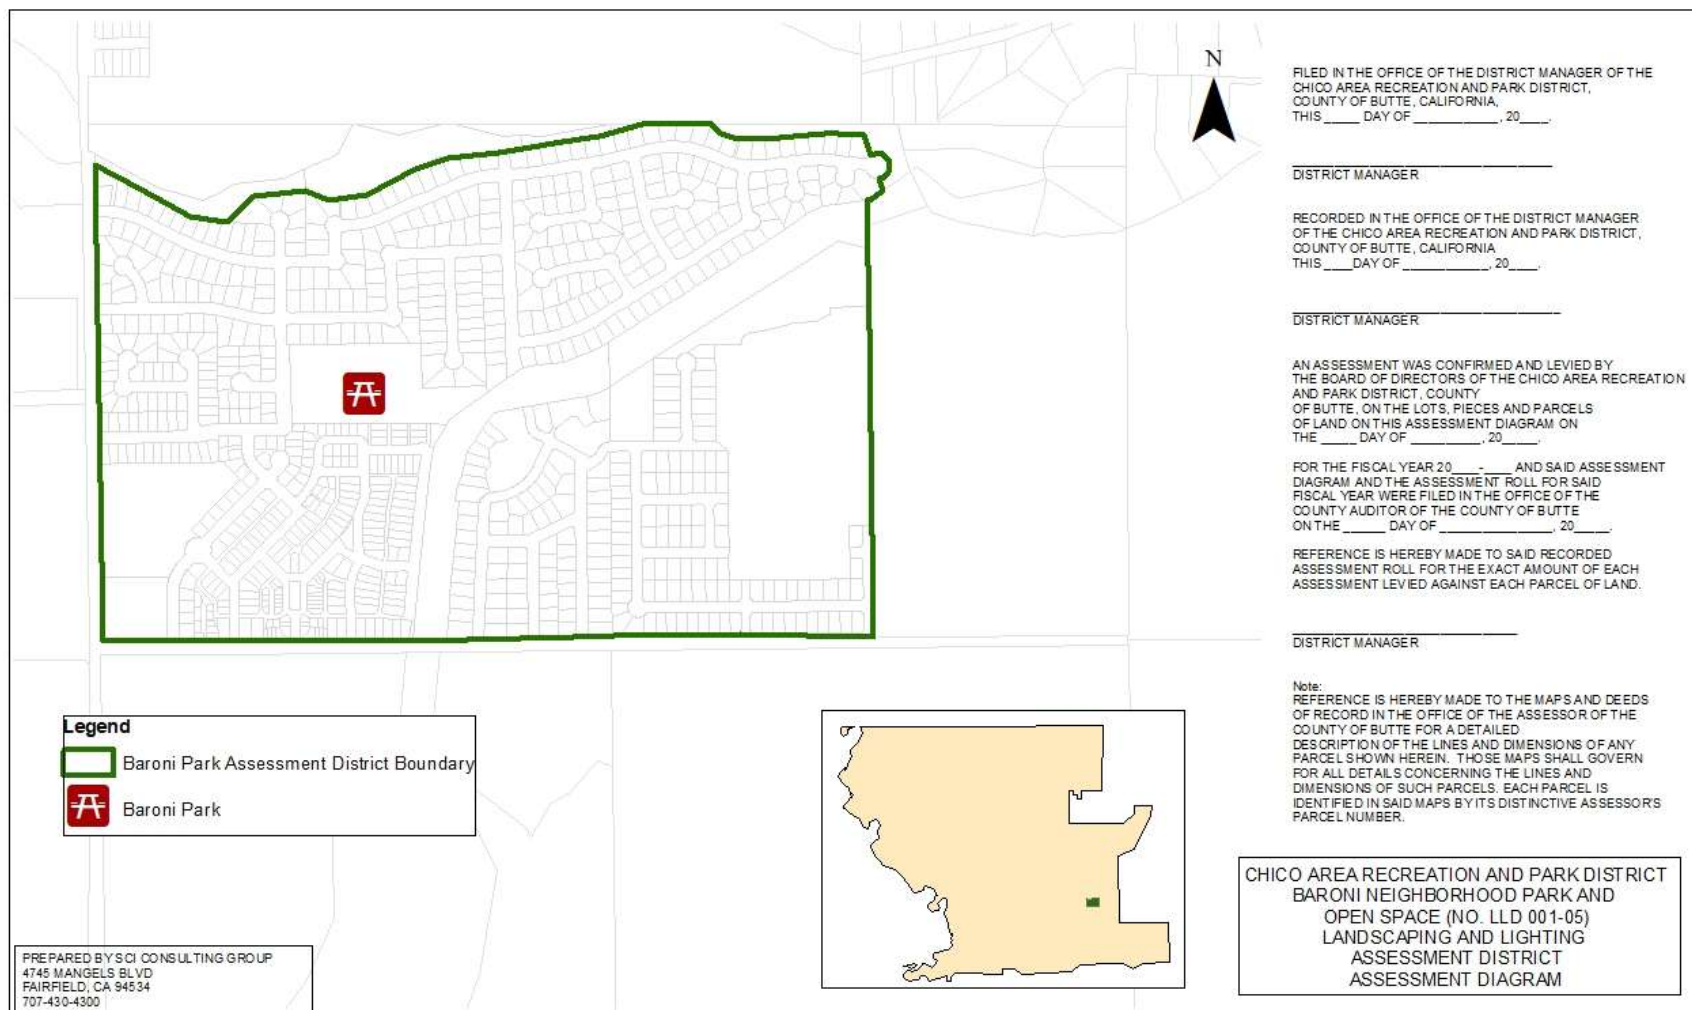 N
FILED IN THE OFFICE OF THE DISTRICT MANAGER OF THE
CHICO AREA RECREATION AND PARK DISTRICT,
COUNTY OF BUTTE, CALIFORNIA,
THIS _____ DAY OF ____________, 20____.
DISTRICT MANAGER
RECORDED IN THE OFFICE OF THE DISTRICT MANAGER
OF THE CHICO AREA RECREATION AND PARK DISTRICT,
COUNTY OF BUTTE, CALIFORNIA
THIS ____DAY OF ____________, 20____.
DISTRICT MANAGER
AN ASSESSMENT WAS CONFIRMED AND LEVIED BY
THE BOARD OF DIRECTORS OF THE CHICO AREA RECREATION
AND PARK DISTRICT, COUNTY
OF BUTTE, ON THE LOTS, PIECES AND PARCELS
OF LAND ON THIS ASSESSMENT DIAGRAM ON
THE _____ DAY OF __________, 20_____.
FOR THE FISCAL YEAR 20____-____ AND SAID ASSESSMENT
DIAGRAM AND THE ASSESSMENT ROLL FOR SAID
FISCAL YEAR WERE FILED IN THE OFFICE OF THE
COUNTY AUDITOR OF THE COUNTY OF BUTTE
ON THE ______ DAY OF ________________, 20_____.
REFERENCE IS HEREBY MADE TO SAID RECORDED
ASSESSMENT ROLL FOR THE EXACT AMOUNT OF EACH
ASSESSMENT LEVIED AGAINST EACH PARCEL OF LAND.
DISTRICT MANAGER
Note:
REFERENCE IS HEREBY MADE TO THE MAPS AND DEEDS
OF RECORD IN THE OFFICE OF THE ASSESSOR OF THE
COUNTY OF BUTTE FOR A DETAILED
DESCRIPTION OF THE LINES AND DIMENSIONS OF ANY
PARCEL SHOWN HEREIN. THOSE MAPS SHALL GOVERN
FOR ALL DETAILS CONCERNING THE LINES AND
DIMENSIONS OF SUCH PARCELS. EACH PARCEL IS
IDENTIFIED IN SAID MAPS BY ITS DISTINCTIVE ASSESSOR'S
PARCEL NUMBER.
Legend
Baroni Park Assessment District Boundary
Baroni Park
PREPARED BY SCI CONSULTING GROUP
4745 MANGELS BLVD
FAIRFIELD, CA 94534
707-430-4300
CHICO AREA RECREATION AND PARK DISTRICT
BARONI NEIGHBORHOOD PARK AND
OPEN SPACE (NO. LLD 001-05)
LANDSCAPING AND LIGHTING
ASSESSMENT DISTRICT
ASSESSMENT DIAGRAM